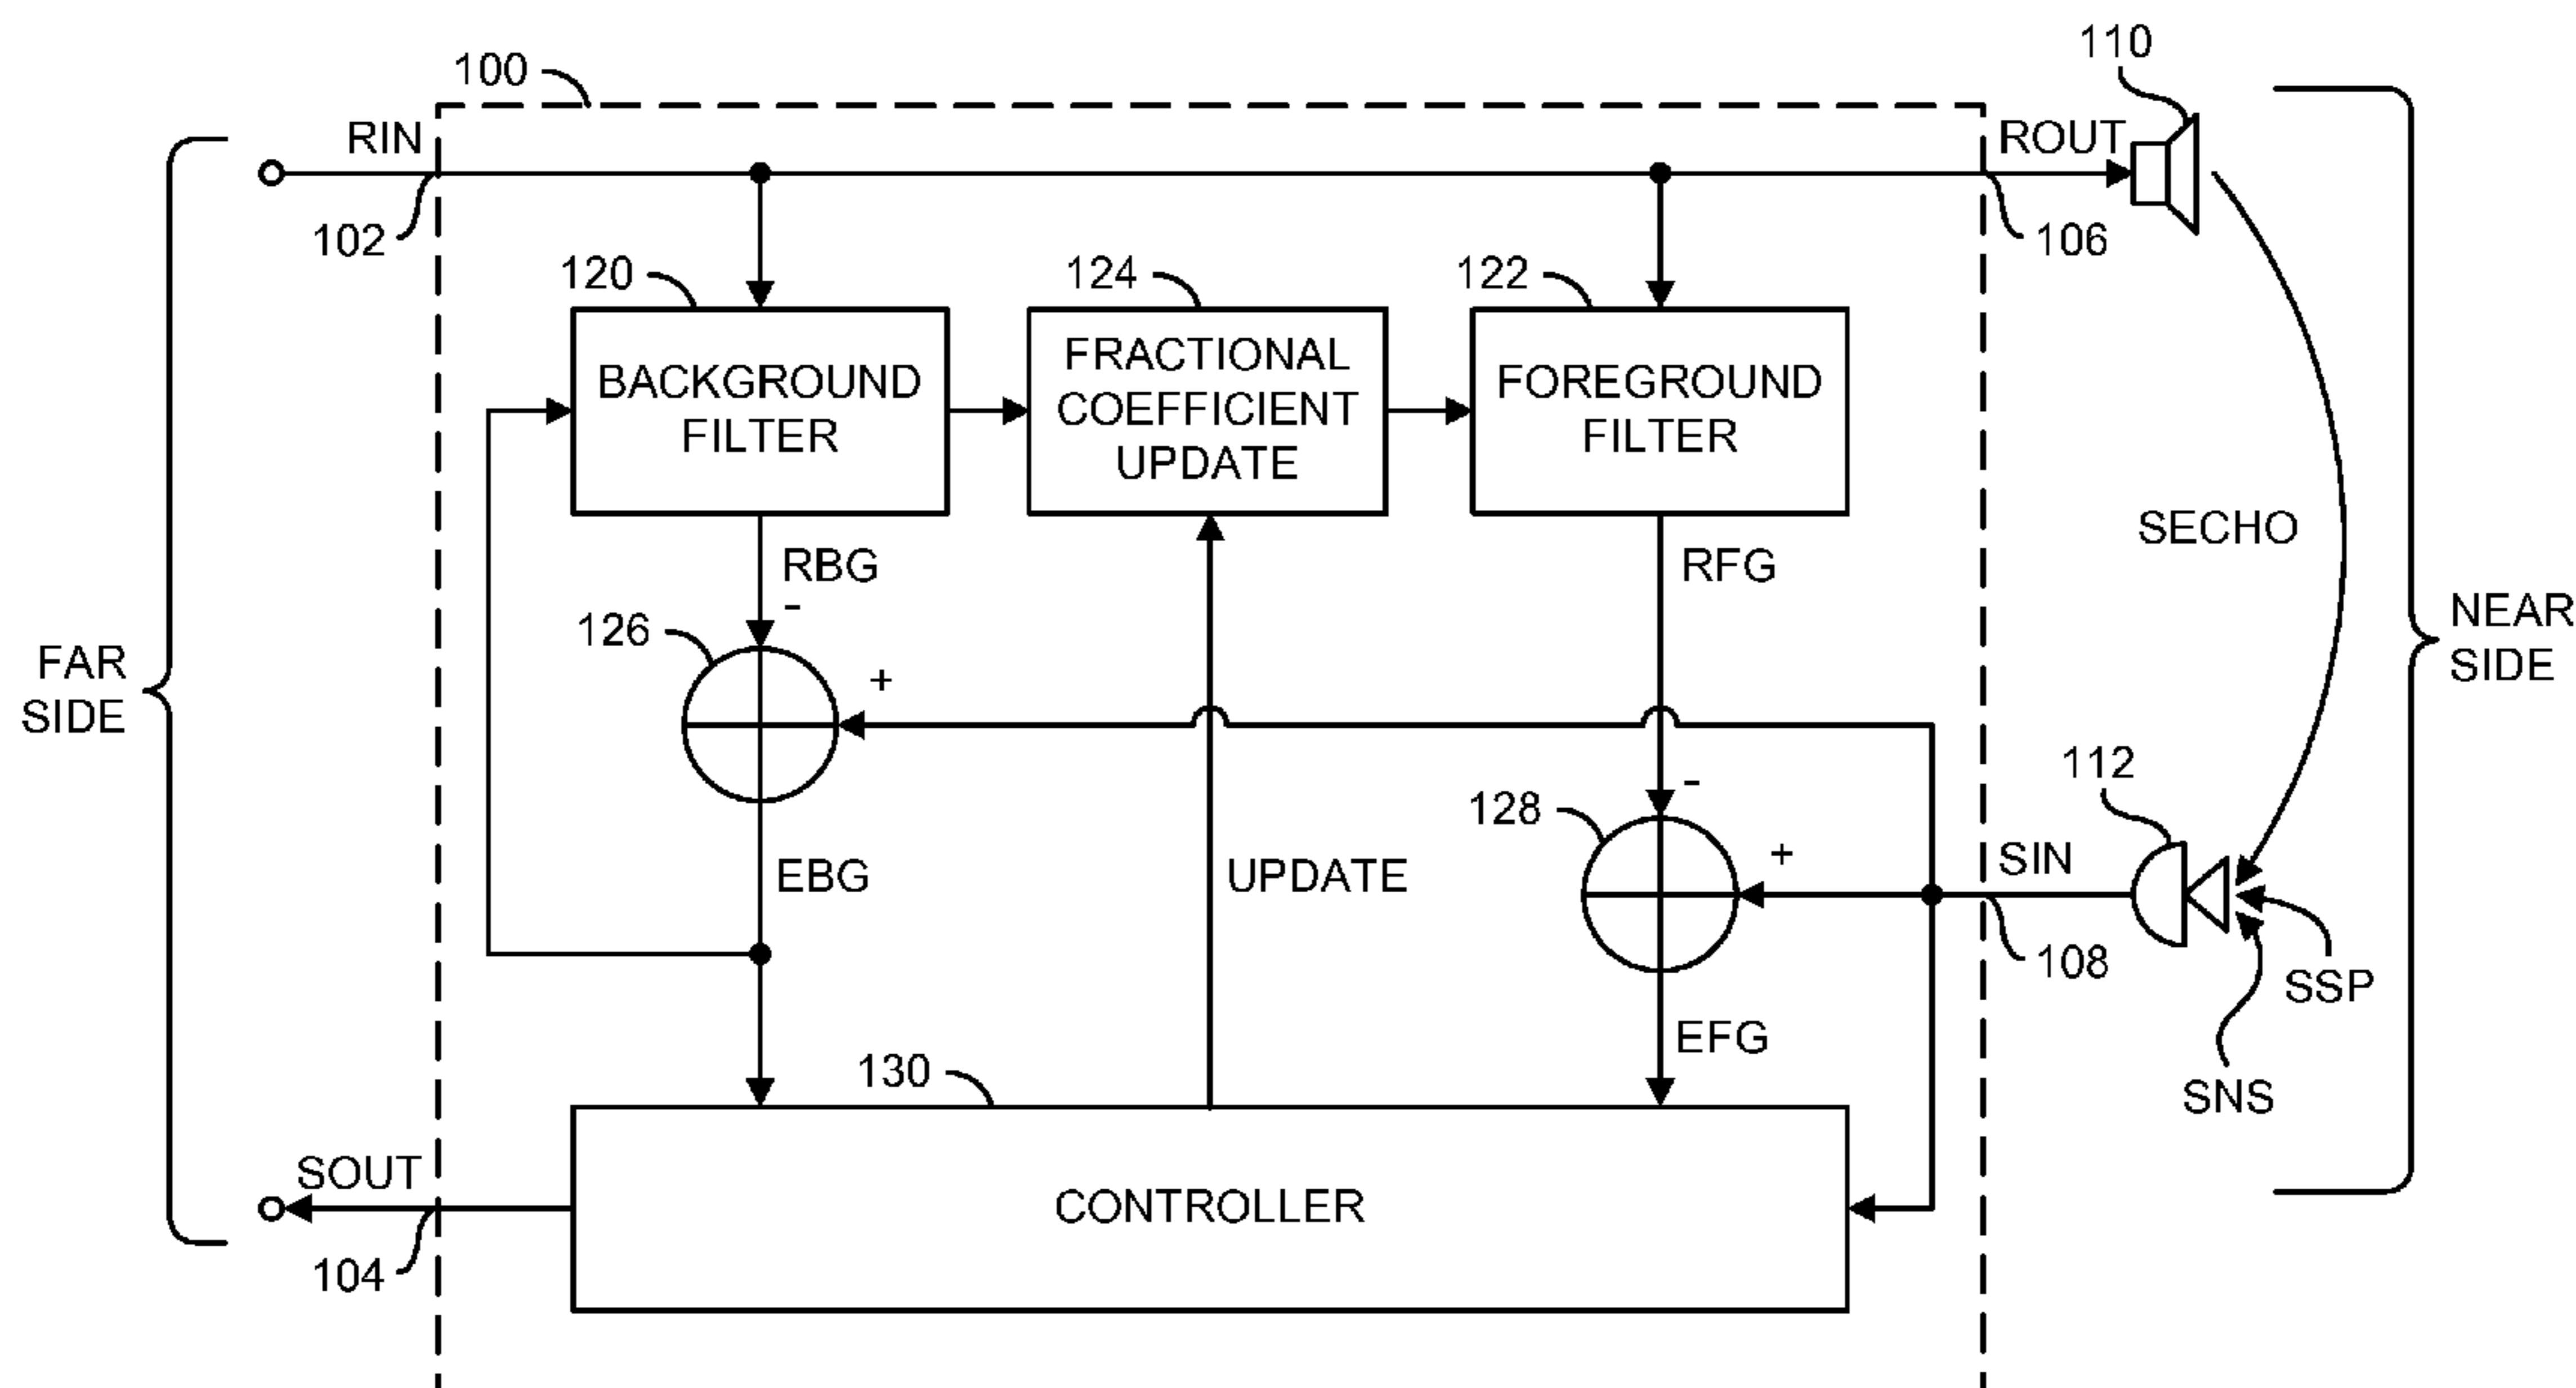 110
100
RIN
ROUT
102
106
120
124
122
BACKGROUND
FILTER
FRACTIONAL
COEFFICIENT
UPDATE
FOREGROUND
FILTER
SECHO
RBG
RFG
-
126
+
FAR
SIDE
NEAR
SIDE
112
-
128
+
SIN
EBG
UPDATE
108
SSP
EFG
130
SNS
SOUT
CONTROLLER
104